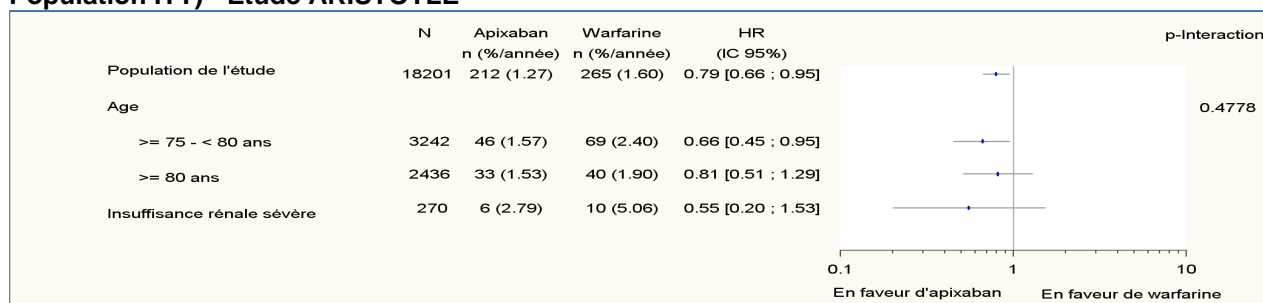 Population ITT) - Etude ARISTOTLE
N Apixaban Warfarine HR p-Interaction
n (%/année) n (%/année) (IC 95%)
Population de l'étude 18201 212 (1.27) 265 (1.60) 0.79 [0.66 ; 0.95]
Age 0.4778
>= 75 - < 80 ans 3242 46 (1.57) 69 (2.40) 0.66 [0.45 ; 0.95]
>= 80 ans 2436 33 (1.53) 40 (1.90) 0.81 [0.51 ; 1.29]
Insuffisance rénale sévère 270 6 (2.79) 10 (5.06) 0.55 [0.20 ; 1.53]
0.1 1 10
En faveur d'apixaban En faveur de warfarine